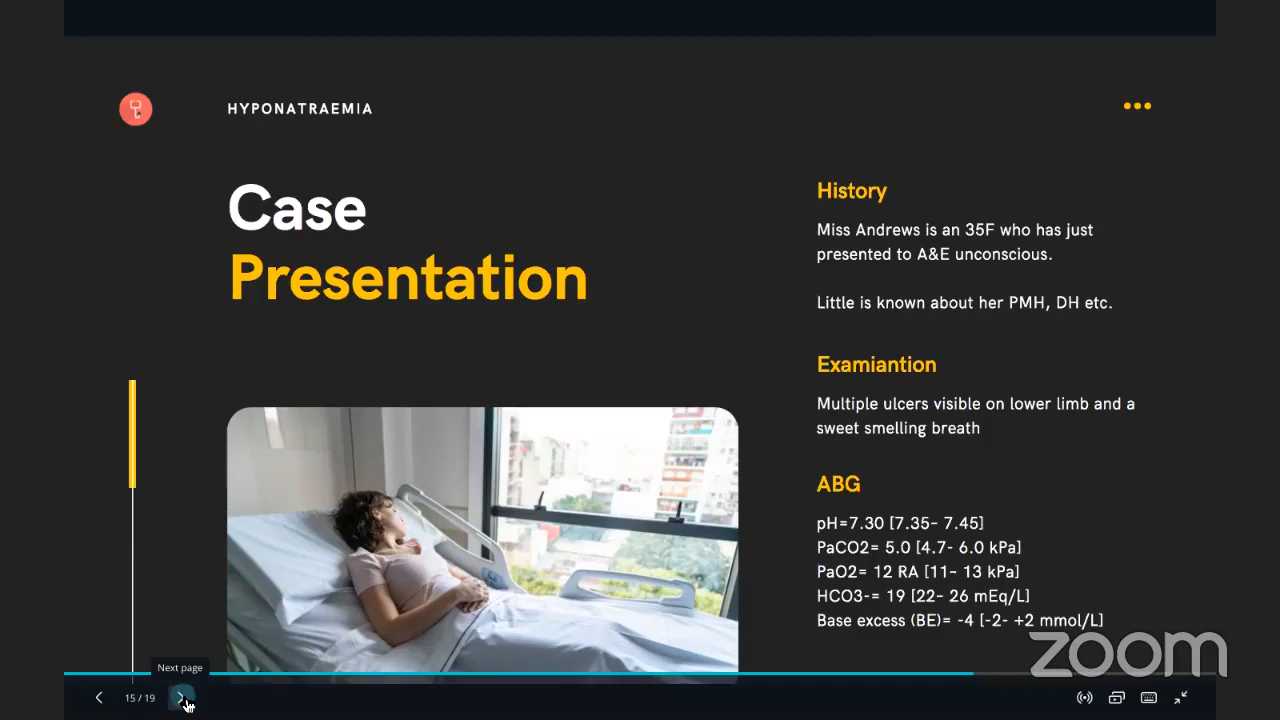 HYPONATRAEMIA
Case
Presentation
History
Miss Andrews is an 35F who has just
presented to A&E unconscious.
Little is known about her PMH, DH etc.
Examiantion
Multiple ulcers visible on lower limb and a
sweet smelling breath
ABG
pH=7.30 [7.35- 7.45]
PaCO2= 5.0 [4.7- 6.0 kPa]
PaO2= 12 RA [11- 13 kPa]
HCO3-= 19 [22- 26 mEq/L]
Base excess (BE)= -4 [-2- +2 mmol/L]
zoom
Next page
15 / 19